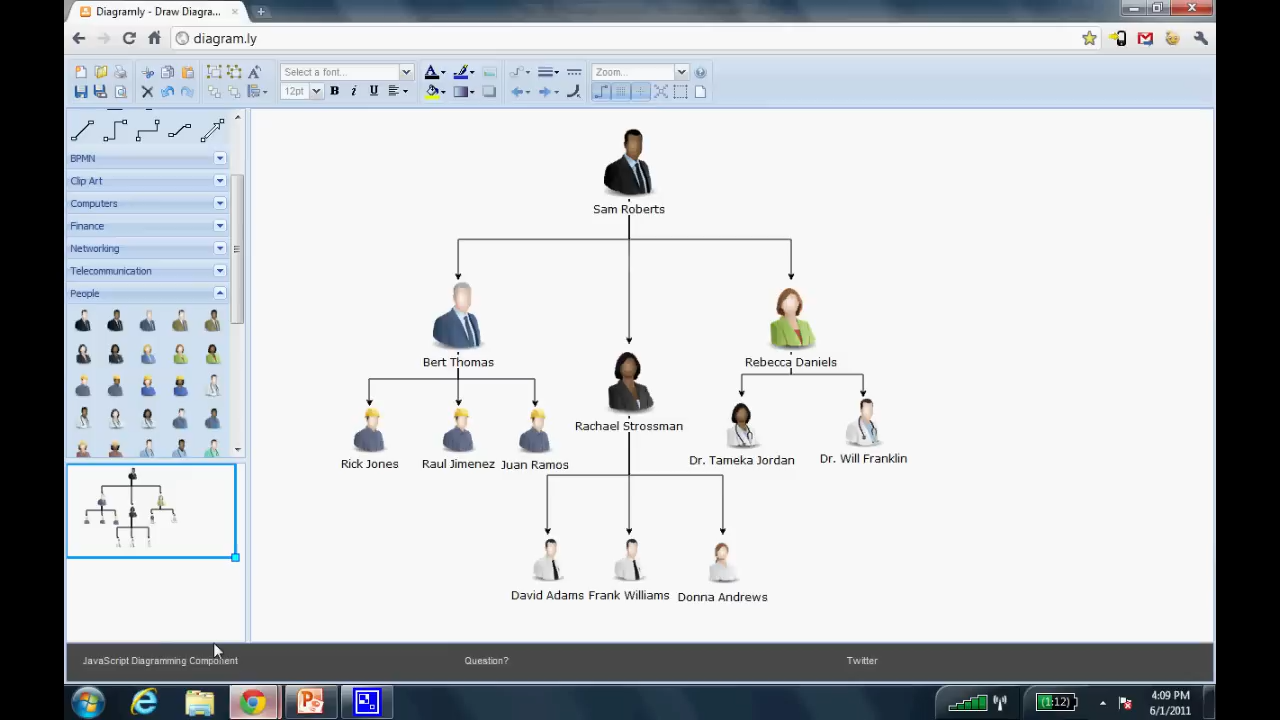 Diagramly - Draw Diagra...
diagram.ly
Select a font...
Zoom...
12pt
B i U
BPMN
Clip Art
Computers
Finance
Networking
Telecommunication
People
Sam Roberts
Bert Thomas
Rebecca Daniels
Rachael Strossman
Rick Jones
Raul Jimenez
Juan Ramos
Dr. Tameka Jordan
Dr. Will Franklin
David Adams
Frank Williams
Donna Andrews
JavaScript Diagramming Component
Question?
Twitter
(1:12)
4:09 PM
6/1/2011